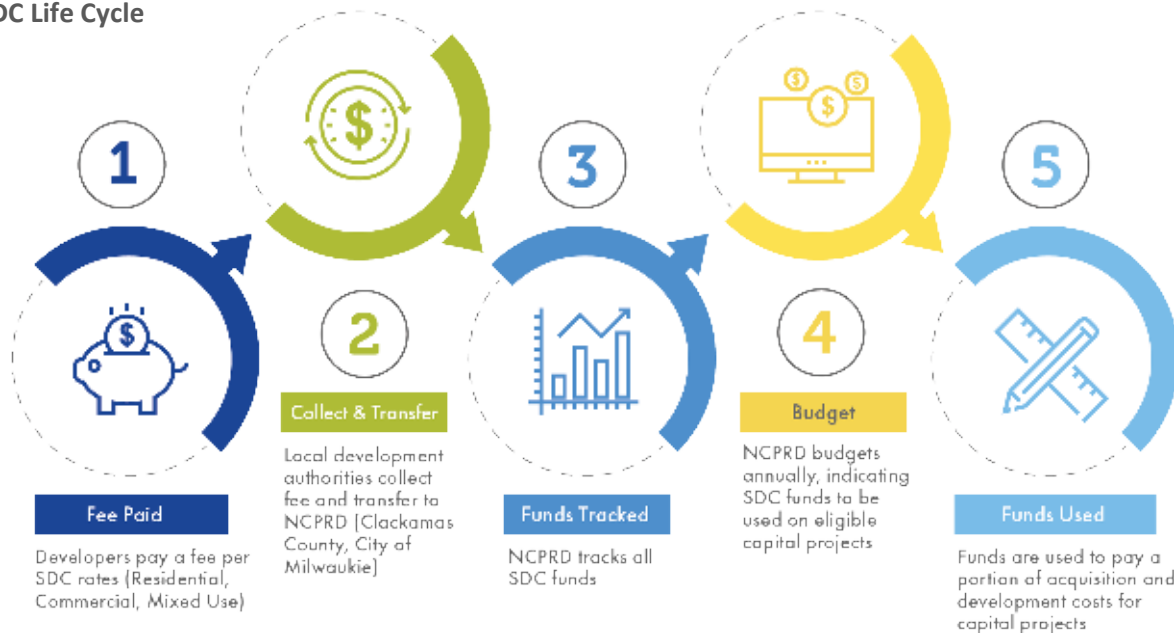 DC Life Cycle
1
Fee Paid
Developers pay a fee per
SDC rates (Residential,
Commercial, Mixed Use)
$
$
2
Collect & Transfer
Local development
authorities collect
fee and transfer to
NCPRD [Clackamas
County, City of
Milwaukie]
3
Funds Tracked
NCPRD tracks all
SDC funds
$ $ $
4
Budget
NCPRD budgets
annually, indicating
SDC funds to be
used on eligible
capital projects
5
Funds Used
Funds are used to pay a
portion of acquisition and
development costs for
capital projects